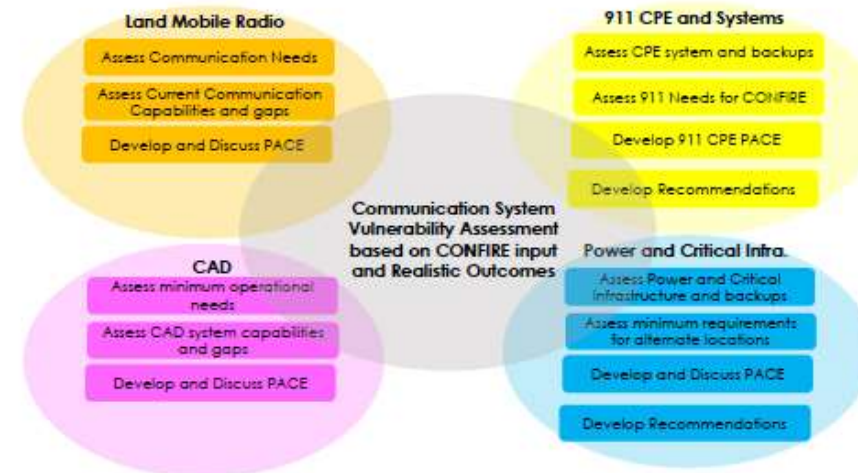 Land Mobile Radio
Assess Communication Needs
Assess Current Communication
Capabilities and gaps
Develop and Discuss PACE
911 CPE and Systems
Assess CPE system and backups
Assess 911 Needs for CONFIRE
Develop 911 CPE PACE
Develop Recommendations
Communication System
Vulnerability Assessment
based on CONFIRE input
and Realistic Outcomes
CAD
Assess minimum operational
needs
Assess CAD system capabilities
and gaps
Develop and Discuss PACE
Power and Critical Infra.
Assess Power and Critical
Infrastructure and backups
Assess minimum requirements
for alternate locations
Develop and Discuss PACE
Develop Recommendations